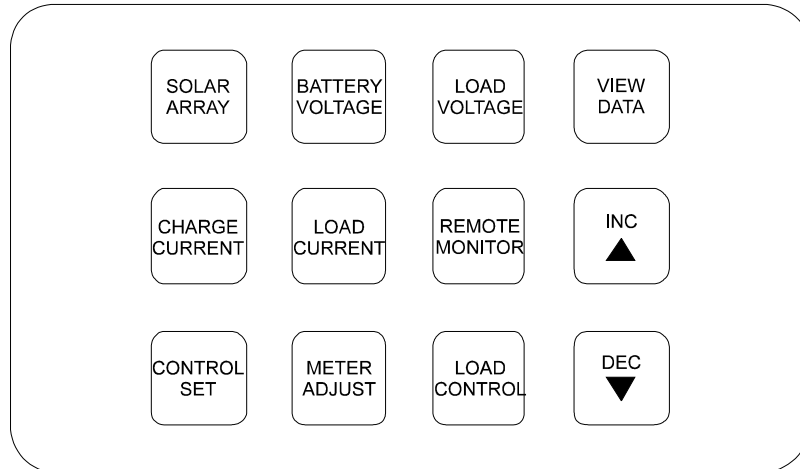 SOLAR
ARRAY
BATTERY
VOLTAGE
LOAD
VOLTAGE
VIEW
DATA
CHARGE
CURRENT
LOAD
CURRENT
REMOTE
MONITOR
INC
CONTROL
SET
METER
ADJUST
LOAD
CONTROL
DEC